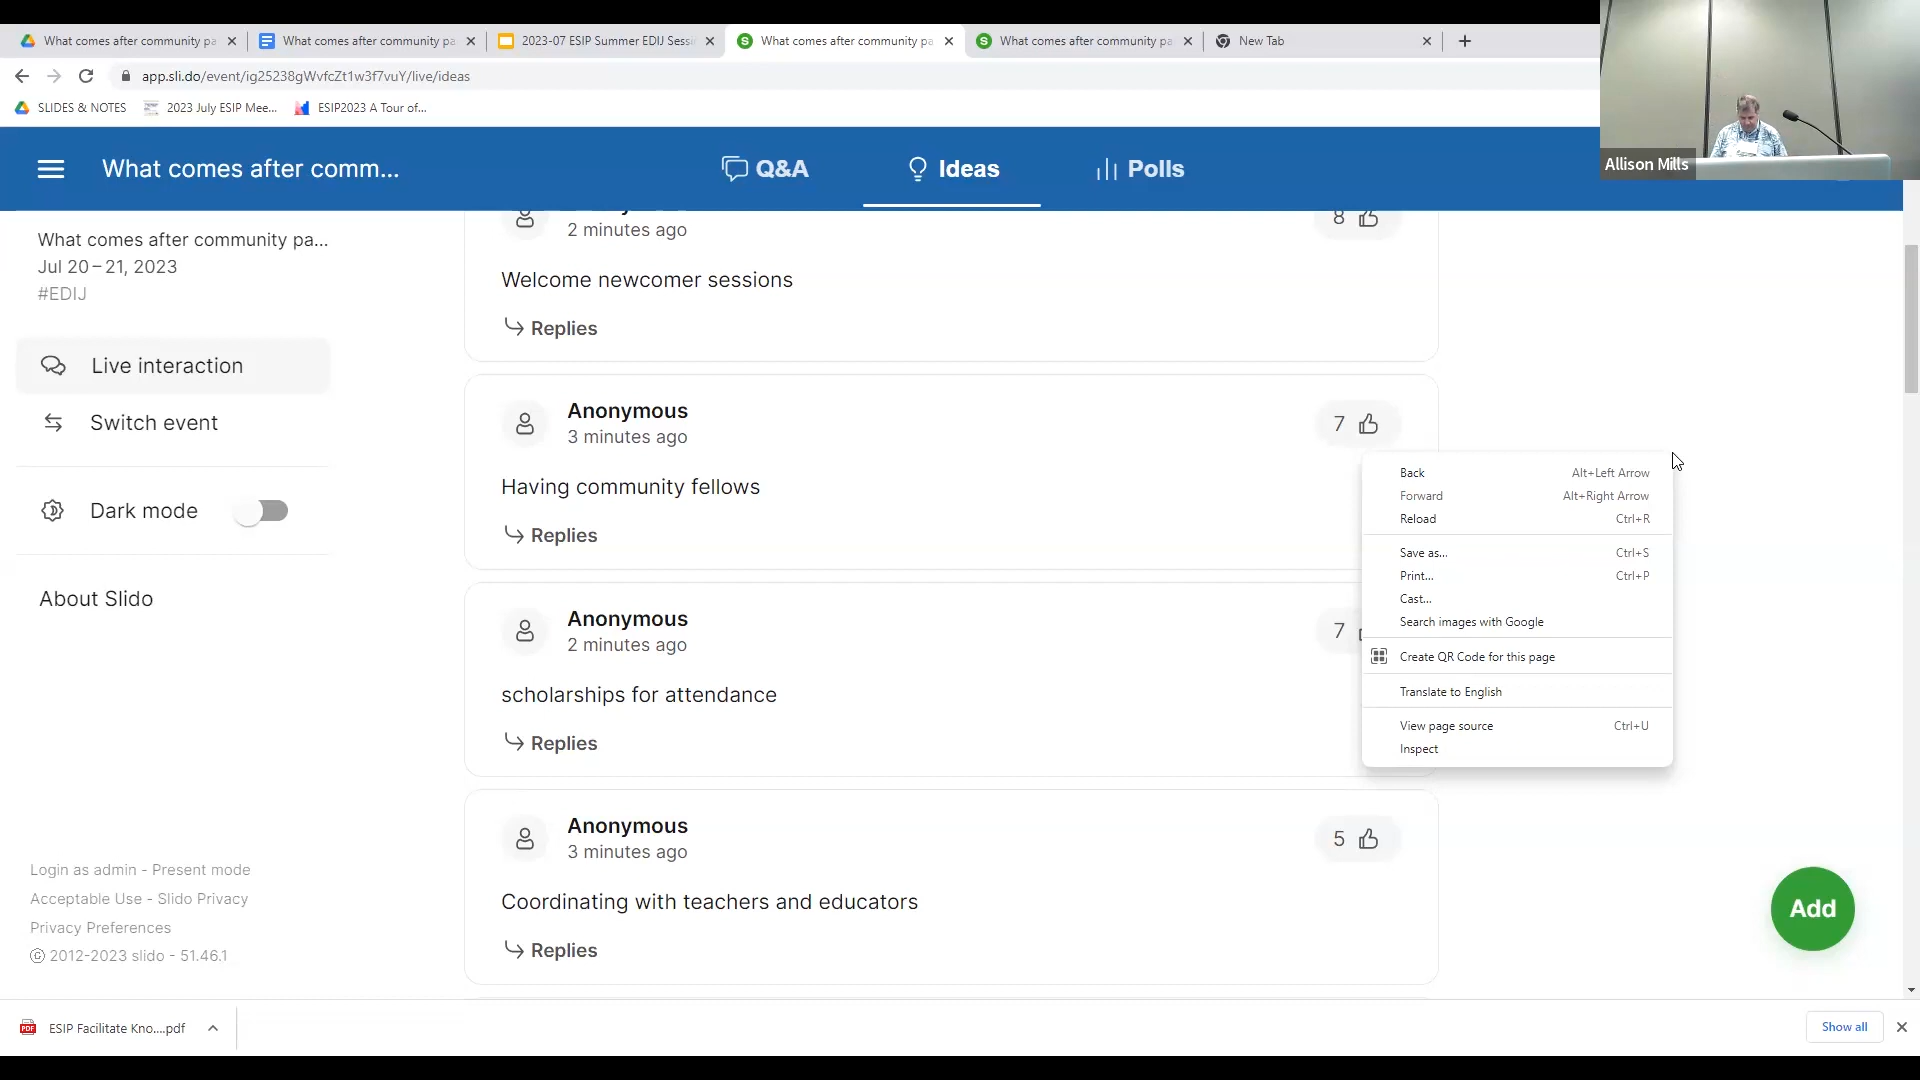 What comes after community pa
What comes after community pa
2023-07 ESIP Summer EDIJ Sessi
What comes after community pa
What comes after community pa
New Tab
app.sli.do/event/ig25238gWvfcZt1w3f7vuY/live/ideas
SLIDES & NOTES
2023 July ESIP Mee...
ESIP2023 A Tour of...
Allison Mills
What comes after comm...
Q&A
Ideas
Polls
What comes after community pa...
Jul 20–21, 2023
#EDIJ
Live interaction
Switch event
Dark mode
About Slido
Login as admin - Present mode
Acceptable Use - Slido Privacy
Privacy Preferences
© 2012-2023 slido - 51.46.1
2 minutes ago
8
Welcome newcomer sessions
Replies
Anonymous
3 minutes ago
7
Having community fellows
Replies
Anonymous
2 minutes ago
7
scholarships for attendance
Replies
Anonymous
3 minutes ago
5
Coordinating with teachers and educators
Replies
Back Alt+Left Arrow
Forward Alt+Right Arrow
Reload Ctrl+R
Save as... Ctrl+S
Print... Ctrl+P
Cast...
Search images with Google
Create QR Code for this page
Translate to English
View page source Ctrl+U
Inspect
Add
PDF
ESIP Facilitate Kno....pdf
Show all